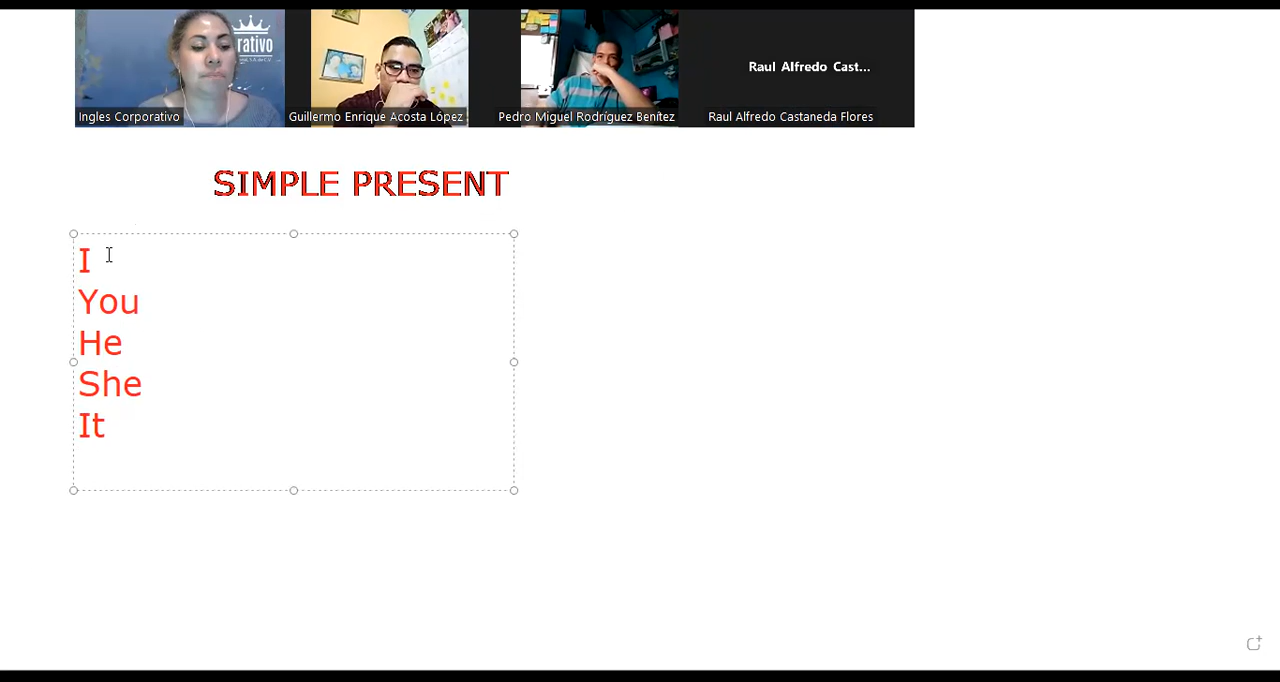 rativo
Ingles Corporativo
Guillermo Enrique Acosta López
Pedro Miguel Rodríguez Benítez
Raul Alfredo Cast...
Raul Alfredo Castaneda Flores
SIMPLE PRESENT
I
You
He
She
It